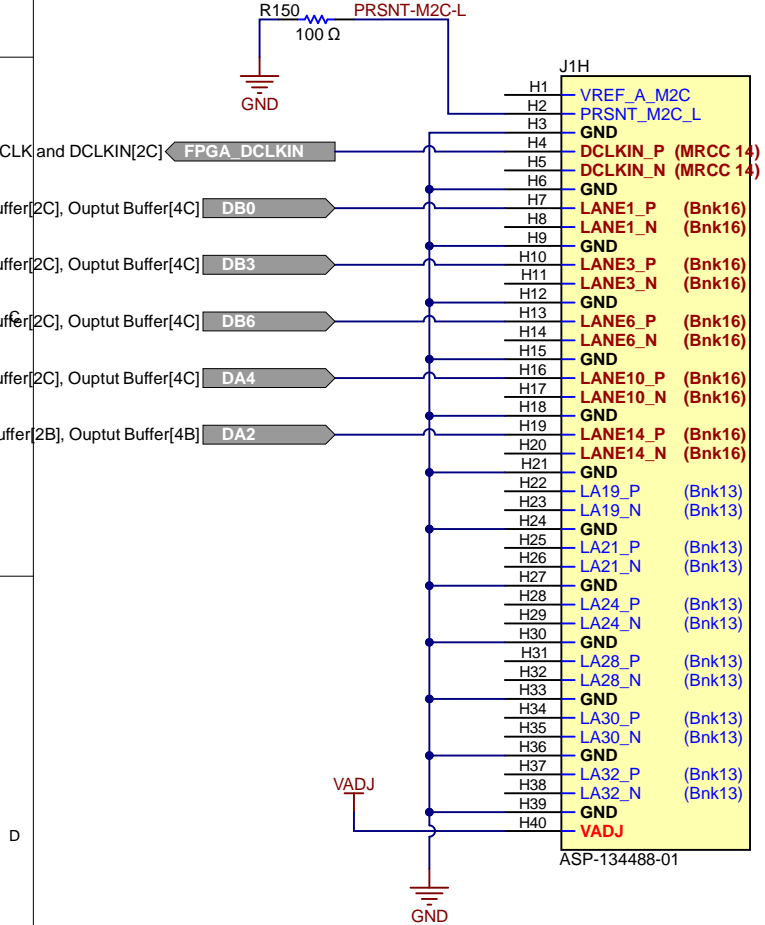 R150 PRSNT-M2C-L
100 Ω
GND
J1H
H1 VREF_A_M2C
H2 PRSNT_M2C_L
H3 GND
CLK and DCLKIN[2C] FPGA_DCLKIN H4 DCLKIN_P (MRCC 14)
H5 DCLKIN_N (MRCC 14)
H6 GND
uffer[2C], Ouptut Buffer[4C] DB0 H7 LANE1_P (Bnk16)
H8 LANE1_N (Bnk16)
H9 GND
uffer[2C], Ouptut Buffer[4C] DB3 H10 LANE3_P (Bnk16)
H11 LANE3_N (Bnk16)
H12 GND
C
uffer[2C], Ouptut Buffer[4C] DB6 H13 LANE6_P (Bnk16)
H14 LANE6_N (Bnk16)
H15 GND
uffer[2C], Ouptut Buffer[4C] DA4 H16 LANE10_P (Bnk16)
H17 LANE10_N (Bnk16)
H18 GND
uffer[2B], Ouptut Buffer[4B] DA2 H19 LANE14_P (Bnk16)
H20 LANE14_N (Bnk16)
H21 GND
H22 LA19_P (Bnk13)
H23 LA19_N (Bnk13)
H24 GND
H25 LA21_P (Bnk13)
H26 LA21_N (Bnk13)
H27 GND
H28 LA24_P (Bnk13)
H29 LA24_N (Bnk13)
H30 GND
H31 LA28_P (Bnk13)
H32 LA28_N (Bnk13)
H33 GND
H34 LA30_P (Bnk13)
H35 LA30_N (Bnk13)
H36 GND
H37 LA32_P (Bnk13)
VADJ H38 LA32_N (Bnk13)
H39 GND
D H40 VADJ
ASP-134488-01
GND